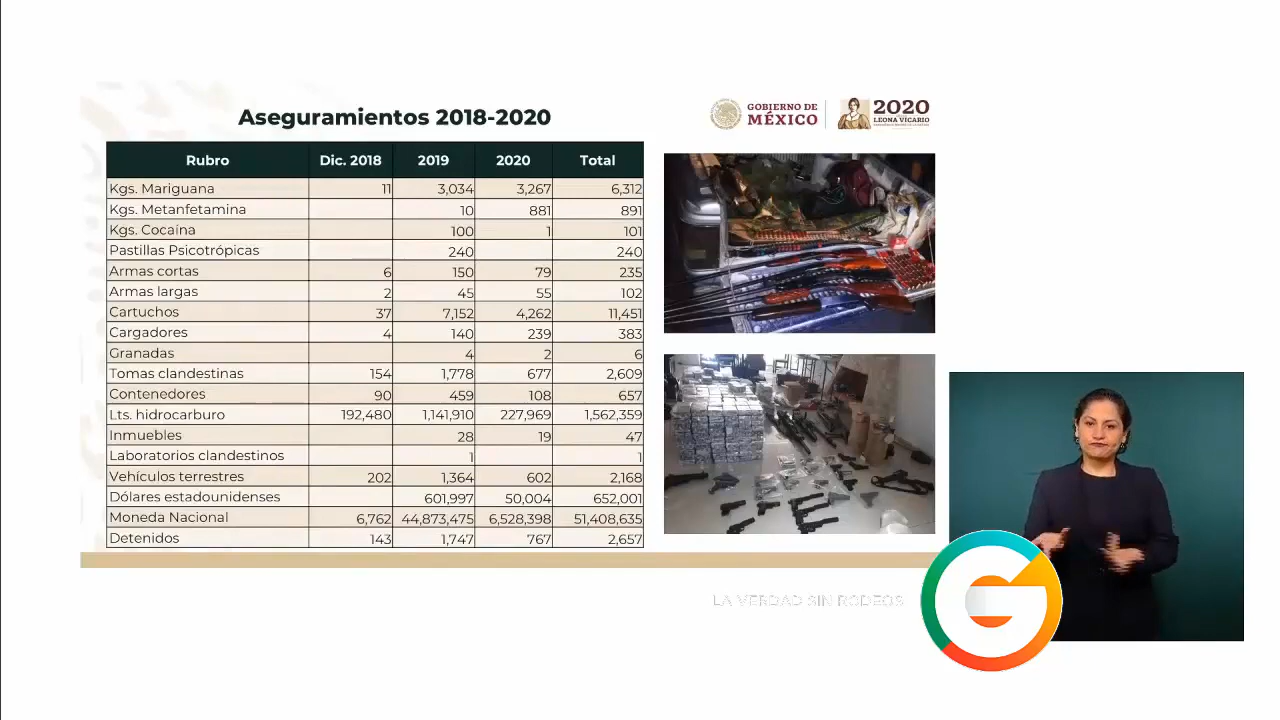 Aseguramientos 2018-2020
GOBIERNO DE
MÉXICO
2020
LEONA VICARIO
Rubro Dic. 2018 2019 2020 Total
Kgs. Mariguana 11 3,034 3,267 6,312
Kgs. Metanfetamina 10 881 891
Kgs. Cocaína 100 1 101
Pastillas Psicotrópicas 240 240
Armas cortas 6 150 79 235
Armas largas 2 45 55 102
Cartuchos 37 7,152 4,262 11,451
Cargadores 4 140 239 383
Granadas 4 2 6
Tomas clandestinas 154 1,778 677 2,609
Contenedores 90 459 108 657
Lts. hidrocarburo 192,480 1,141,910 227,969 1,562,359
Inmuebles 28 19 47
Laboratorios clandestinos 1 1
Vehículos terrestres 202 1,364 602 2,168
Dólares estadounidenses 601,997 50,004 652,001
Moneda Nacional 6,762 44,873,475 6,528,398 51,408,635
Detenidos 143 1,747 767 2,657
LA VERDAD SIN RODEOS
G